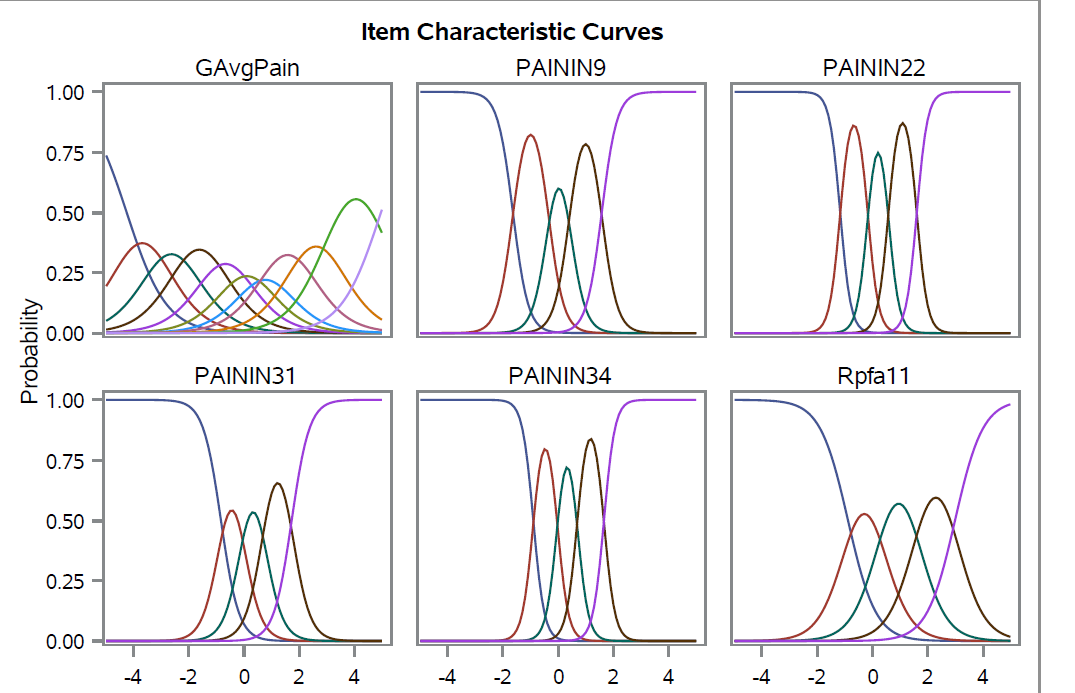 Item Characteristic Curves
GAvgPain
PAININ9
PAININ22
1.00
0.75
0.50
0.25
0.00
Probability
PAININ31
PAININ34
Rpfa11
1.00
0.75
0.50
0.25
0.00
-4 -2 0 2 4
-4 -2 0 2 4
-4 -2 0 2 4